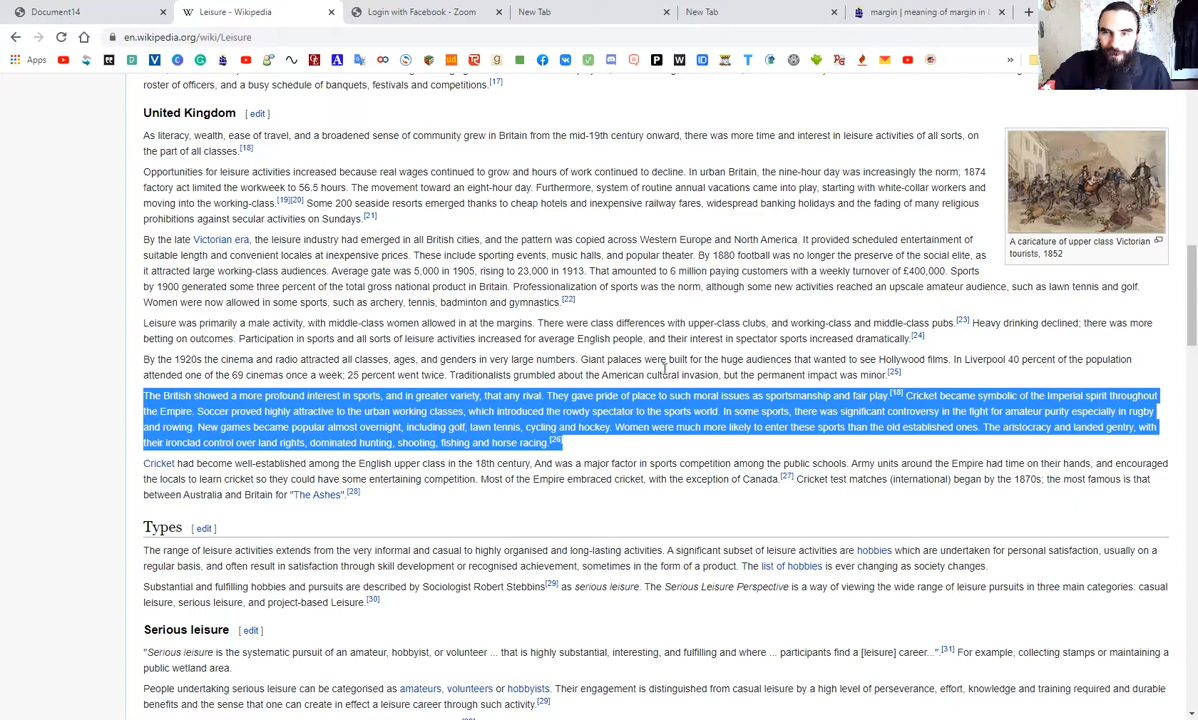 Document14
Leisure - Wikipedia
Login with Facebook - Zoom
New Tab
New Tab
margin | meaning of margin in L
en.wikipedia.org/wiki/Leisure
Apps
roster of officers, and a busy schedule of banquets, festivals and competitions.[17]
United Kingdom [ edit ]
As literacy, wealth, ease of travel, and a broadened sense of community grew in Britain from the mid-19th century onward, there was more time and interest in leisure activities of all sorts, on
the part of all classes.[18]
Opportunities for leisure activities increased because real wages continued to grow and hours of work continued to decline. In urban Britain, the nine-hour day was increasingly the norm; 1874
factory act limited the workweek to 56.5 hours. The movement toward an eight-hour day. Furthermore, system of routine annual vacations came into play, starting with white-collar workers and
moving into the working-class.[19][20] Some 200 seaside resorts emerged thanks to cheap hotels and inexpensive railway fares, widespread banking holidays and the fading of many religious
prohibitions against secular activities on Sundays.[21]
A caricature of upper class Victorian
tourists, 1852
By the late Victorian era, the leisure industry had emerged in all British cities, and the pattern was copied across Western Europe and North America. It provided scheduled entertainment of
suitable length and convenient locales at inexpensive prices. These include sporting events, music halls, and popular theater. By 1880 football was no longer the preserve of the social elite, as
it attracted large working-class audiences. Average gate was 5,000 in 1905, rising to 23,000 in 1913. That amounted to 6 million paying customers with a weekly turnover of £400,000. Sports
by 1900 generated some three percent of the total gross national product in Britain. Professionalization of sports was the norm, although some new activities reached an upscale amateur audience, such as lawn tennis and golf.
Women were now allowed in some sports, such as archery, tennis, badminton and gymnastics.[22]
Leisure was primarily a male activity, with middle-class women allowed in at the margins. There were class differences with upper-class clubs, and working-class and middle-class pubs.[23] Heavy drinking declined; there was more
betting on outcomes. Participation in sports and all sorts of leisure activities increased for average English people, and their interest in spectator sports increased dramatically.[24]
By the 1920s the cinema and radio attracted all classes, ages, and genders in very large numbers. Giant palaces were built for the huge audiences that wanted to see Hollywood films. In Liverpool 40 percent of the population
attended one of the 69 cinemas once a week; 25 percent went twice. Traditionalists grumbled about the American cultural invasion, but the permanent impact was minor.[25]
The British showed a more profound interest in sports, and in greater variety, that any rival. They gave pride of place to such moral issues as sportsmanship and fair play.[18] Cricket became symbolic of the Imperial spirit throughout
the Empire. Soccer proved highly attractive to the urban working classes, which introduced the rowdy spectator to the sports world. In some sports, there was significant controversy in the fight for amateur purity especially in rugby
and rowing. New games became popular almost overnight, including golf, lawn tennis, cycling and hockey. Women were much more likely to enter these sports than the old established ones. The aristocracy and landed gentry, with
their ironclad control over land rights, dominated hunting, shooting, fishing and horse racing.[26]
Cricket had become well-established among the English upper class in the 18th century, And was a major factor in sports competition among the public schools. Army units around the Empire had time on their hands, and encouraged
the locals to learn cricket so they could have some entertaining competition. Most of the Empire embraced cricket, with the exception of Canada.[27] Cricket test matches (international) began by the 1870s; the most famous is that
between Australia and Britain for "The Ashes".[28]
Types [ edit ]
The range of leisure activities extends from the very informal and casual to highly organised and long-lasting activities. A significant subset of leisure activities are hobbies which are undertaken for personal satisfaction, usually on a
regular basis, and often result in satisfaction through skill development or recognised achievement, sometimes in the form of a product. The list of hobbies is ever changing as society changes.
Substantial and fulfilling hobbies and pursuits are described by Sociologist Robert Stebbins[29] as serious leisure. The Serious Leisure Perspective is a way of viewing the wide range of leisure pursuits in three main categories: casual
leisure, serious leisure, and project-based Leisure.[30]
Serious leisure [ edit ]
"Serious leisure is the systematic pursuit of an amateur, hobbyist, or volunteer ... that is highly substantial, interesting, and fulfilling and where ... participants find a [leisure] career...".[31] For example, collecting stamps or maintaining a
public wetland area.
People undertaking serious leisure can be categorised as amateurs, volunteers or hobbyists. Their engagement is distinguished from casual leisure by a high level of perseverance, effort, knowledge and training required and durable
benefits and the sense that one can create in effect a leisure career through such activity.[29]